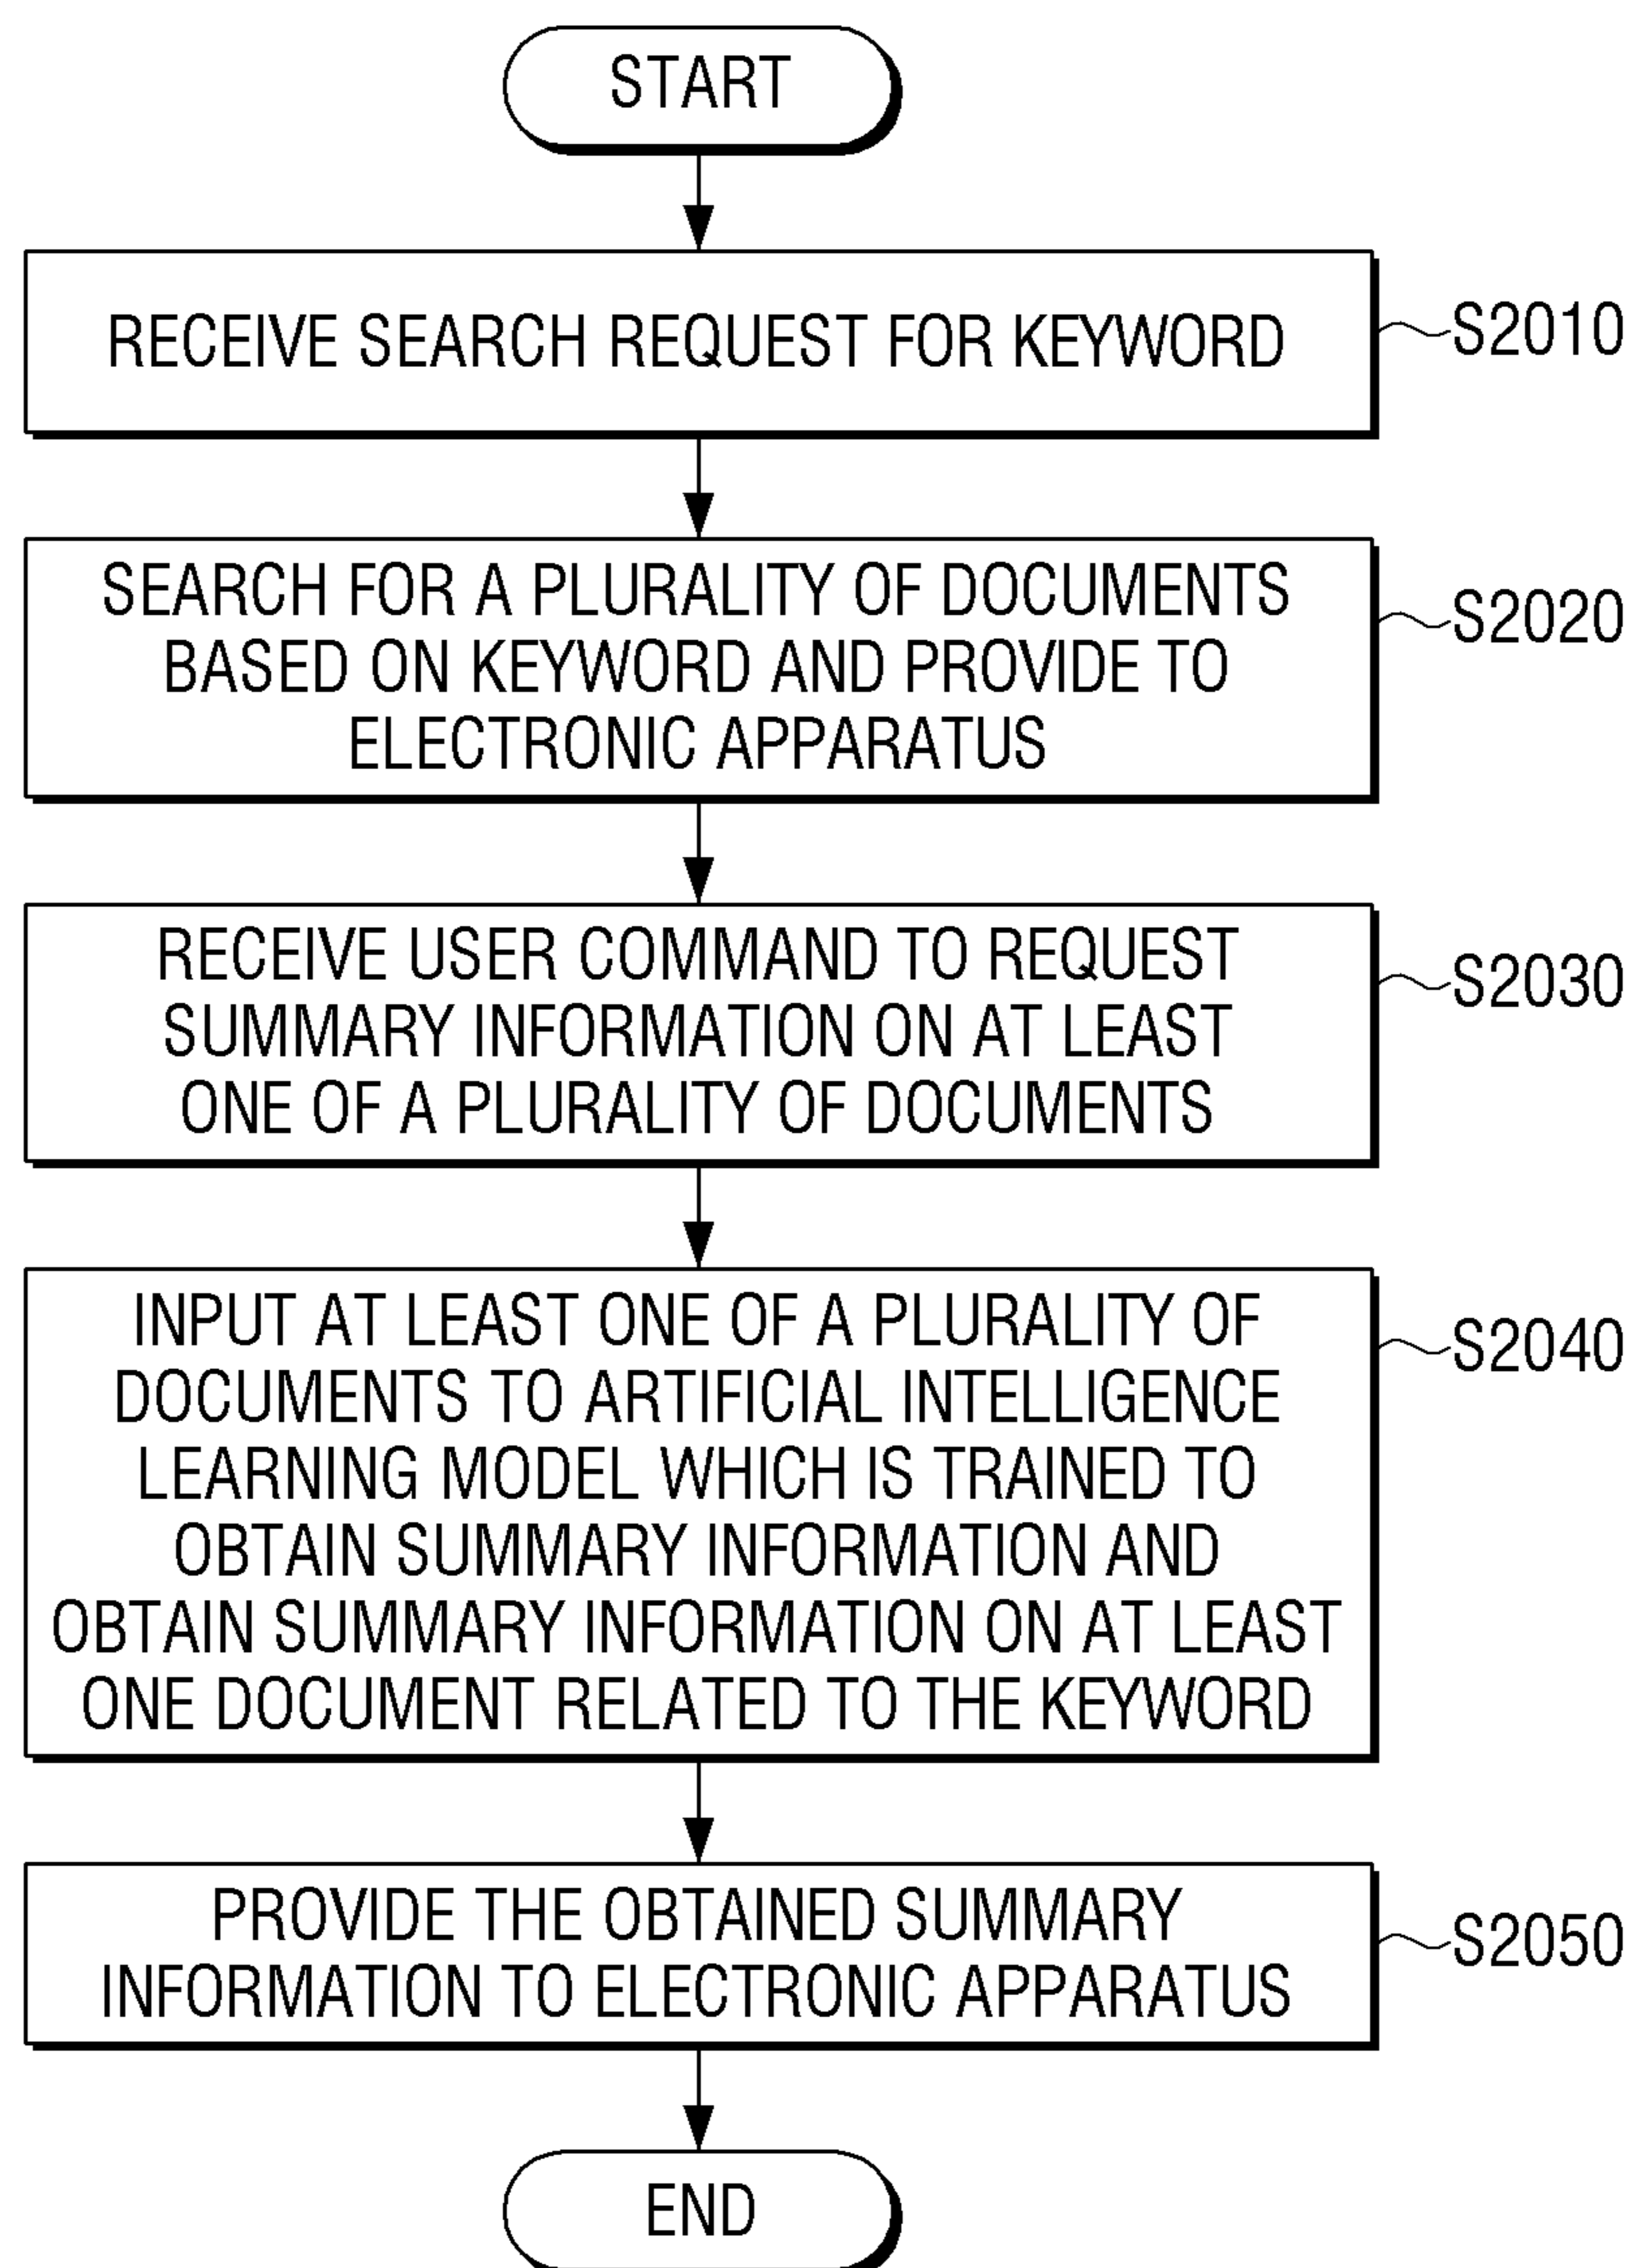 START
RECEIVE SEARCH REQUEST FOR KEYWORD
S2010
SEARCH FOR A PLURALITY OF DOCUMENTS
BASED ON KEYWORD AND PROVIDE TO
ELECTRONIC APPARATUS
S2020
RECEIVE USER COMMAND TO REQUEST
SUMMARY INFORMATION ON AT LEAST
ONE OF A PLURALITY OF DOCUMENTS
S2030
INPUT AT LEAST ONE OF A PLURALITY OF
DOCUMENTS TO ARTIFICIAL INTELLIGENCE
LEARNING MODEL WHICH IS TRAINED TO
OBTAIN SUMMARY INFORMATION AND
OBTAIN SUMMARY INFORMATION ON AT LEAST
ONE DOCUMENT RELATED TO THE KEYWORD
S2040
PROVIDE THE OBTAINED SUMMARY
INFORMATION TO ELECTRONIC APPARATUS
S2050
END